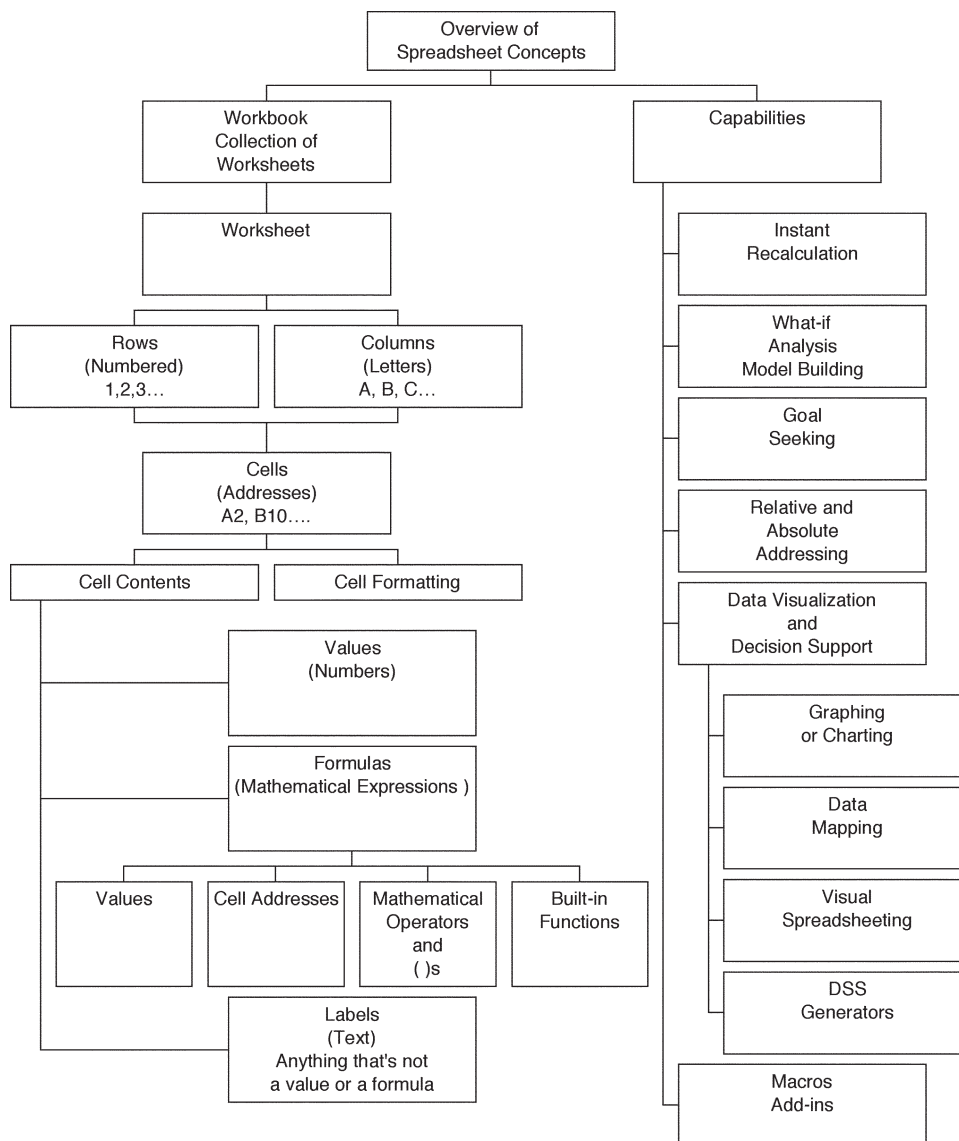 Overview of
Spreadsheet Concepts
Workbook
Collection of
Worksheets
Worksheet
Rows
(Numbered)
1,2,3…
Columns
(Letters)
A, B, C…
Cells
(Addresses)
A2, B10….
Cell Contents
Cell Formatting
Values
(Numbers)
Formulas
(Mathematical Expressions )
Values
Cell Addresses
Mathematical
Operators
and
( )s
Built-in
Functions
Labels
(Text)
Anything that's not
a value or a formula
Capabilities
Instant
Recalculation
What-if
Analysis
Model Building
Goal
Seeking
Relative and
Absolute
Addressing
Data Visualization
and
Decision Support
Graphing
or Charting
Data
Mapping
Visual
Spreadsheeting
DSS
Generators
Macros
Add-ins